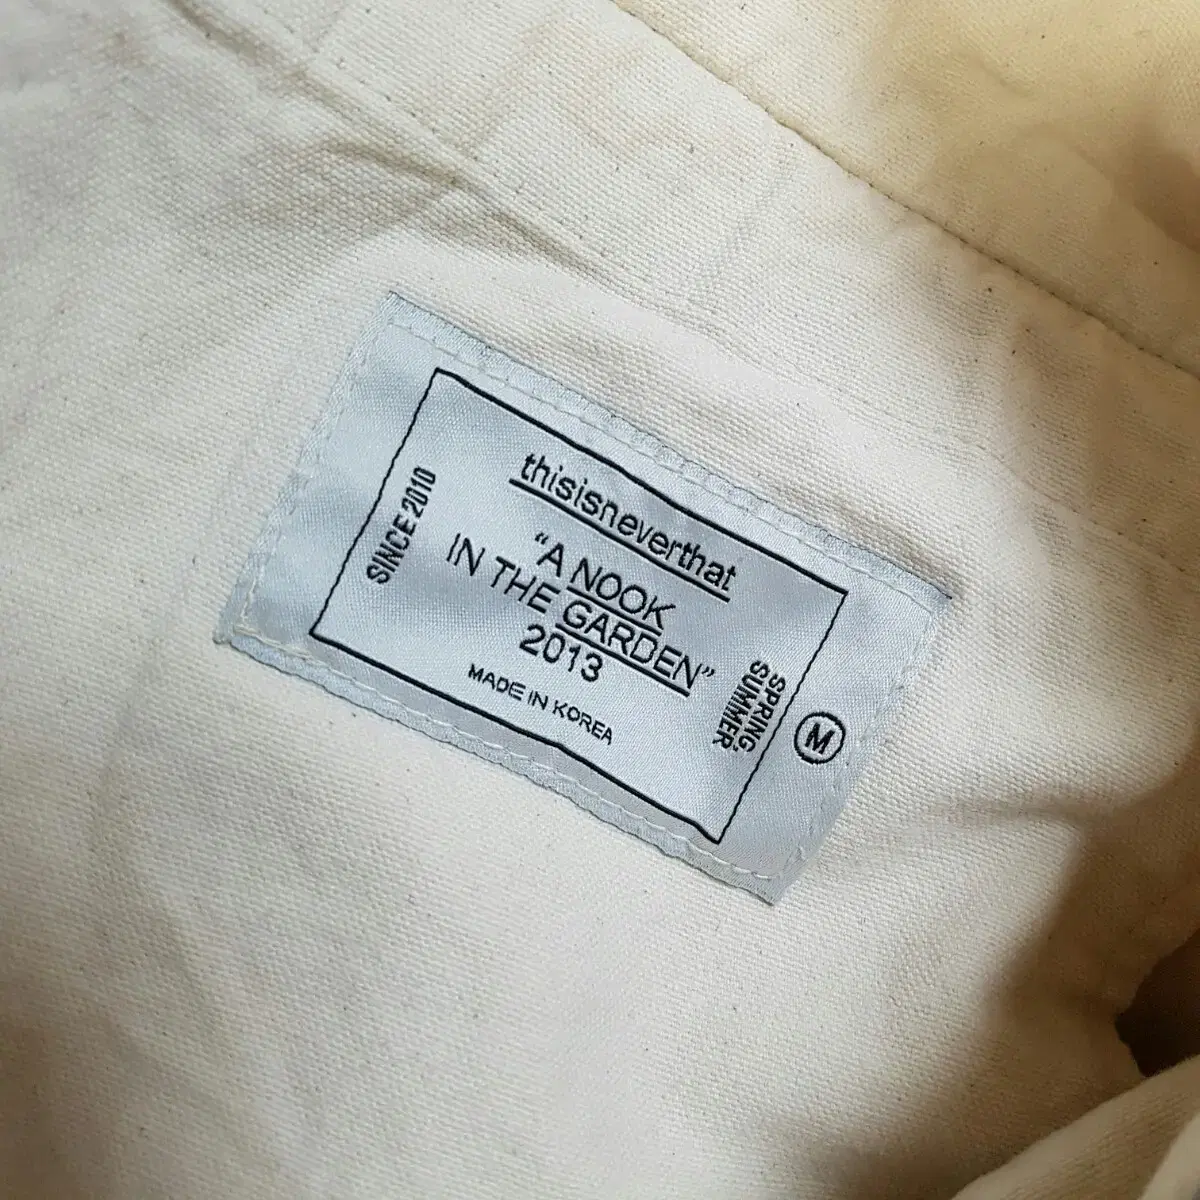 thisisneverthat
"A NOOK
IN THE GARDEN"
2013
MADE IN KOREA
SINCE 2010
SPRING.
SUMMER
M